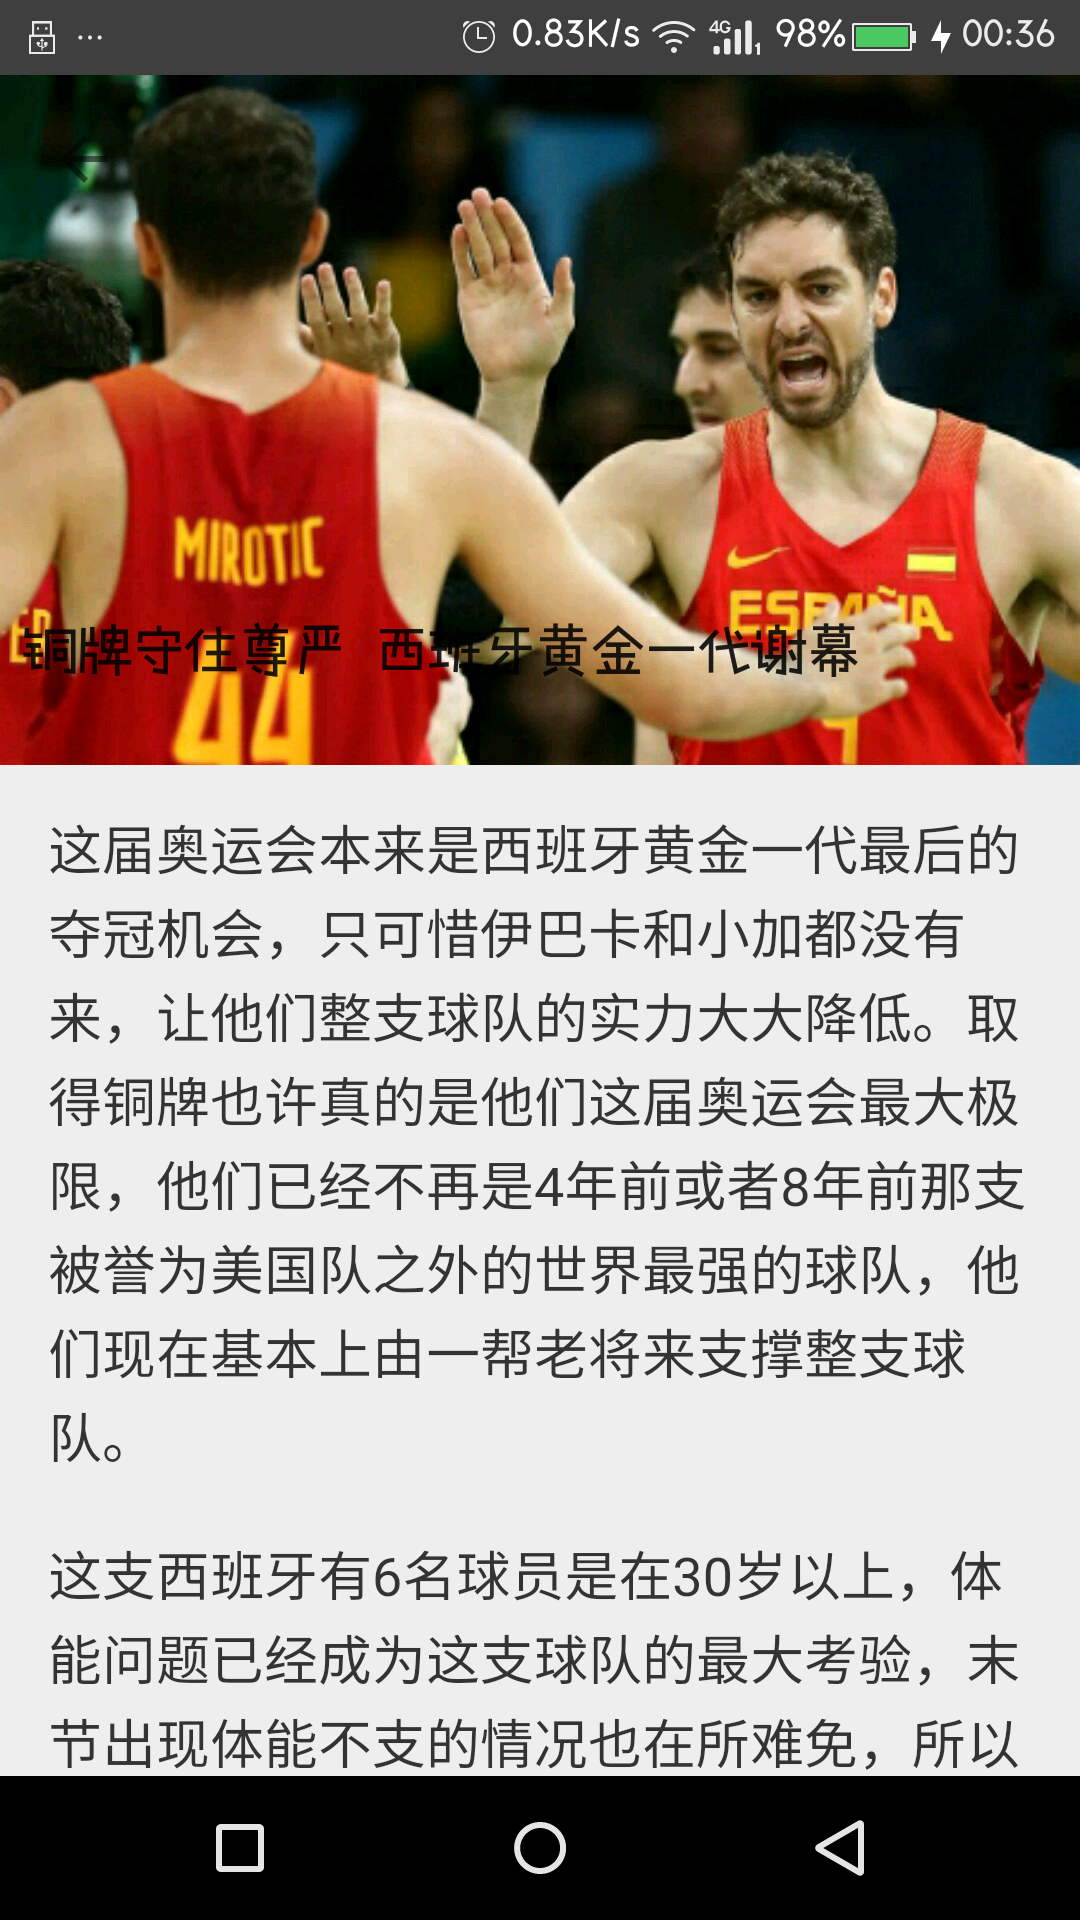 ... 0.83K/s 4G 1 98% 00:36
MIROTIC
44
ESPAÑA
铜牌守住尊严 西班牙黄金一代谢幕
这届奥运会本来是西班牙黄金一代最后的
夺冠机会，只可惜伊巴卡和小加都没有
来，让他们整支球队的实力大大降低。取
得铜牌也许真的是他们这届奥运会最大极
限，他们已经不再是4年前或者8年前那支
被誉为美国队之外的世界最强的球队，他
们现在基本上由一帮老将来支撑整支球
队。
这支西班牙有6名球员是在30岁以上，体
能问题已经成为这支球队的最大考验，末
节出现体能不支的情况也在所难免，所以